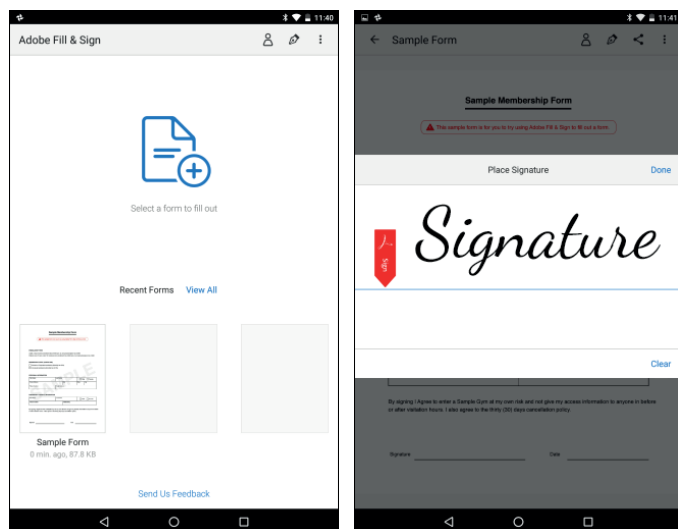 11:40
Adobe Fill & Sign
Select a form to fill out
Recent Forms View All
Sample Membership Form
SAMPLE
Sample Form
0 min. ago, 87.8 KB
Send Us Feedback
11:41
Sample Form
Sample Membership Form
This sample form is for you to try using Adobe Fill & Sign to fill out a form.
Place Signature Done
Sign
Signature
Clear
By signing I Agree to enter a Sample Gym at my own risk and not give my access information to anyone in before
or after visitation hours. I also agree to the thirty (30) days cancellation policy.
Signature Date